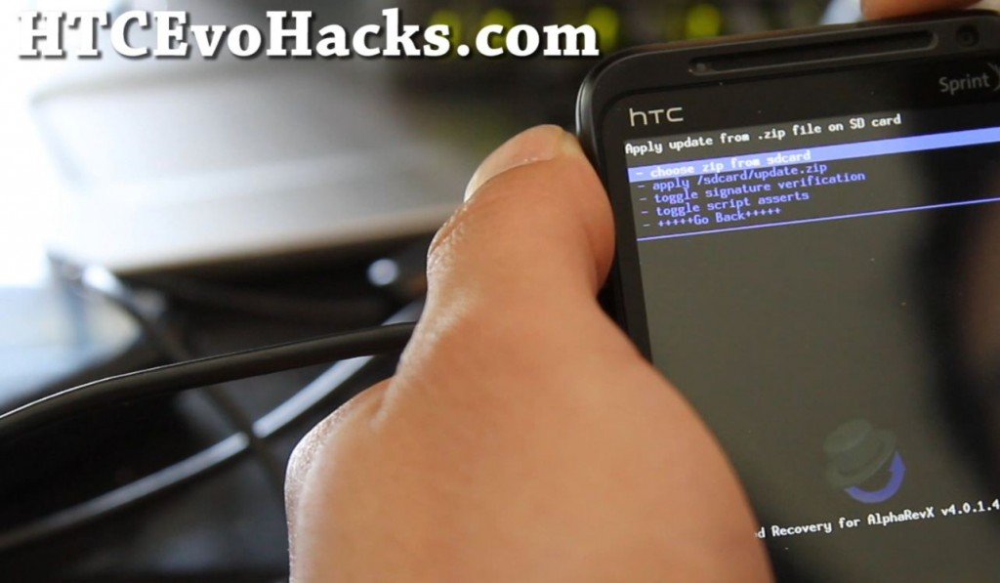 HTCEvoHacks.com
hTC
Sprint
Apply update from .zip file on SD card
- choose zip from sdcard
- apply /sdcard/update.zip
- toggle signature verification
- toggle script asserts
- +++++Go Back+++++
Recovery for AlphaRevX v4.0.1.4